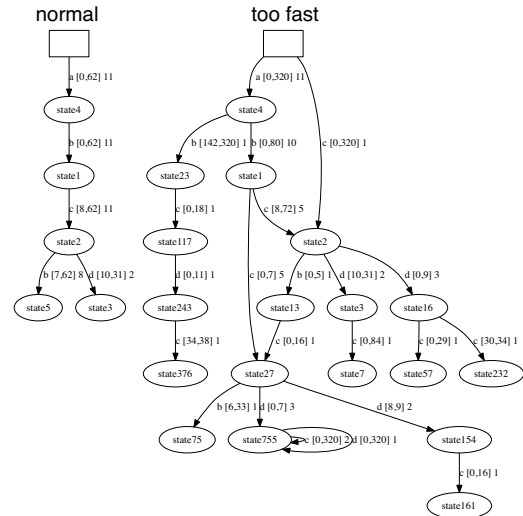 normal
too fast
a [0,62] 11
a [0,320] 11
state4
state4
b [0,62] 11
b [142,320] 1
b [0,80] 10
c [0,320] 1
state1
state23
state1
c [8,62] 11
c [0,18] 1
c [8,72] 5
state2
state117
state2
b [7,62] 8
d [10,31] 2
d [0,11] 1
c [0,7] 5
b [0,5] 1
d [10,31] 2
d [0,9] 3
state5
state3
state243
state13
state3
state16
c [34,38] 1
c [0,16] 1
c [0,84] 1
c [0,29] 1
c [30,34] 1
state376
state27
state7
state57
state232
b [6,33] 1
d [0,7] 3
d [8,9] 2
state75
state755
c [0,320] 2
d [0,320] 1
state154
c [0,16] 1
state161